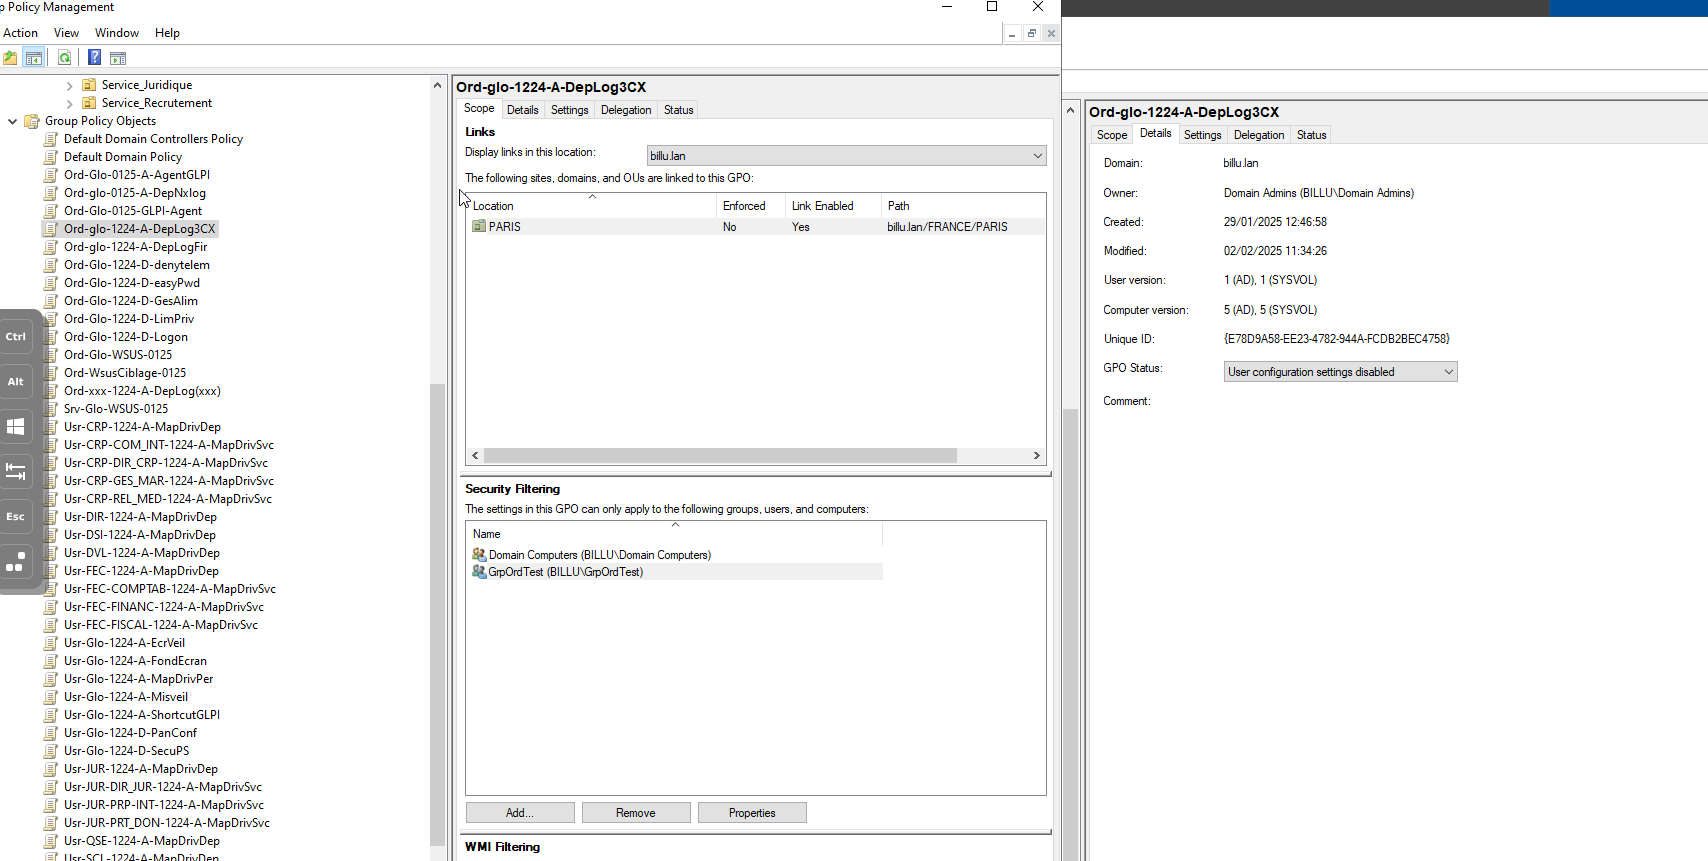 p Policy Management
Action View Window Help
Service_Juridique
Service_Recrutement
Group Policy Objects
Default Domain Controllers Policy
Default Domain Policy
Ord-Glo-0125-A-AgentGLPI
Ord-glo-0125-A-DepNxlog
Ord-Glo-0125-GLPI-Agent
Ord-glo-1224-A-DepLog3CX
Ord-glo-1224-A-DepLogFir
Ord-Glo-1224-D-denytelem
Ord-Glo-1224-D-easyPwd
Ord-Glo-1224-D-GesAlim
Ord-Glo-1224-D-LimPriv
Ord-Glo-1224-D-Logon
Ord-Glo-WSUS-0125
Ord-WsusCiblage-0125
Ord-xxx-1224-A-DepLog(xxx)
Srv-Glo-WSUS-0125
Usr-CRP-1224-A-MapDrivDep
Usr-CRP-COM_INT-1224-A-MapDrivSvc
Usr-CRP-DIR_CRP-1224-A-MapDrivSvc
Usr-CRP-GES_MAR-1224-A-MapDrivSvc
Usr-CRP-REL_MED-1224-A-MapDrivSvc
Usr-DIR-1224-A-MapDrivDep
Usr-DSI-1224-A-MapDrivDep
Usr-DVL-1224-A-MapDrivDep
Usr-FEC-1224-A-MapDrivDep
Usr-FEC-COMPTAB-1224-A-MapDrivSvc
Usr-FEC-FINANC-1224-A-MapDrivSvc
Usr-FEC-FISCAL-1224-A-MapDrivSvc
Usr-Glo-1224-A-EcrVeil
Usr-Glo-1224-A-FondEcran
Usr-Glo-1224-A-MapDrivPer
Usr-Glo-1224-A-Misveil
Usr-Glo-1224-A-ShortcutGLPI
Usr-Glo-1224-D-PanConf
Usr-Glo-1224-D-SecuPS
Usr-JUR-1224-A-MapDrivDep
Usr-JUR-DIR_JUR-1224-A-MapDrivSvc
Usr-JUR-PRP-INT-1224-A-MapDrivSvc
Usr-JUR-PRT_DON-1224-A-MapDrivSvc
Usr-QSE-1224-A-MapDrivDep
Usr-SCL-1224-A-MapDrivDep
Ctrl
Alt
Esc
Ord-glo-1224-A-DepLog3CX
Scope Details Settings Delegation Status
Links
Display links in this location: billu.lan
The following sites, domains, and OUs are linked to this GPO:
Location Enforced Link Enabled Path
PARIS No Yes billu.lan/FRANCE/PARIS
Security Filtering
The settings in this GPO can only apply to the following groups, users, and computers:
Name
Domain Computers (BILLU\Domain Computers)
GrpOrdTest (BILLU\GrpOrdTest)
Add... Remove Properties
WMI Filtering
Ord-glo-1224-A-DepLog3CX
Scope Details Settings Delegation Status
Domain: billu.lan
Owner: Domain Admins (BILLU\Domain Admins)
Created: 29/01/2025 12:46:58
Modified: 02/02/2025 11:34:26
User version: 1 (AD), 1 (SYSVOL)
Computer version: 5 (AD), 5 (SYSVOL)
Unique ID: {E78D9A58-EE23-4782-944A-FCDB2BEC4758}
GPO Status: User configuration settings disabled
Comment: